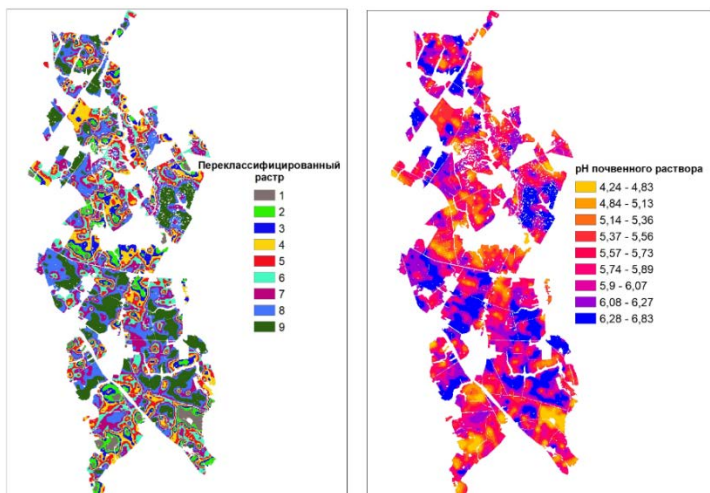 Переклассифицированный
растр
1
2
3
4
5
6
7
8
9
pH почвенного раствора
4,24 - 4,83
4,84 - 5,13
5,14 - 5,36
5,37 - 5,56
5,57 - 5,73
5,74 - 5,89
5,9 - 6,07
6,08 - 6,27
6,28 - 6,83